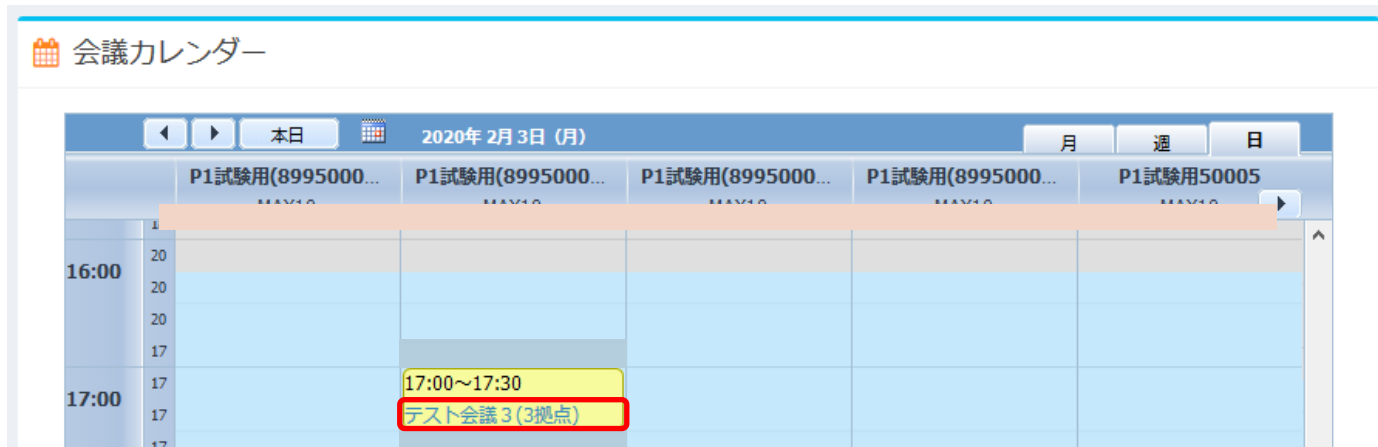 会議カレンダー
本日
2020年 2月 3日 (月)
月
週
日
P1試験用(8995000...
P1試験用(8995000...
P1試験用(8995000...
P1試験用(8995000...
P1試験用50005
16:00
20
20
20
17
17:00
17
17
17:00～17:30
テスト会議３(3拠点)
17